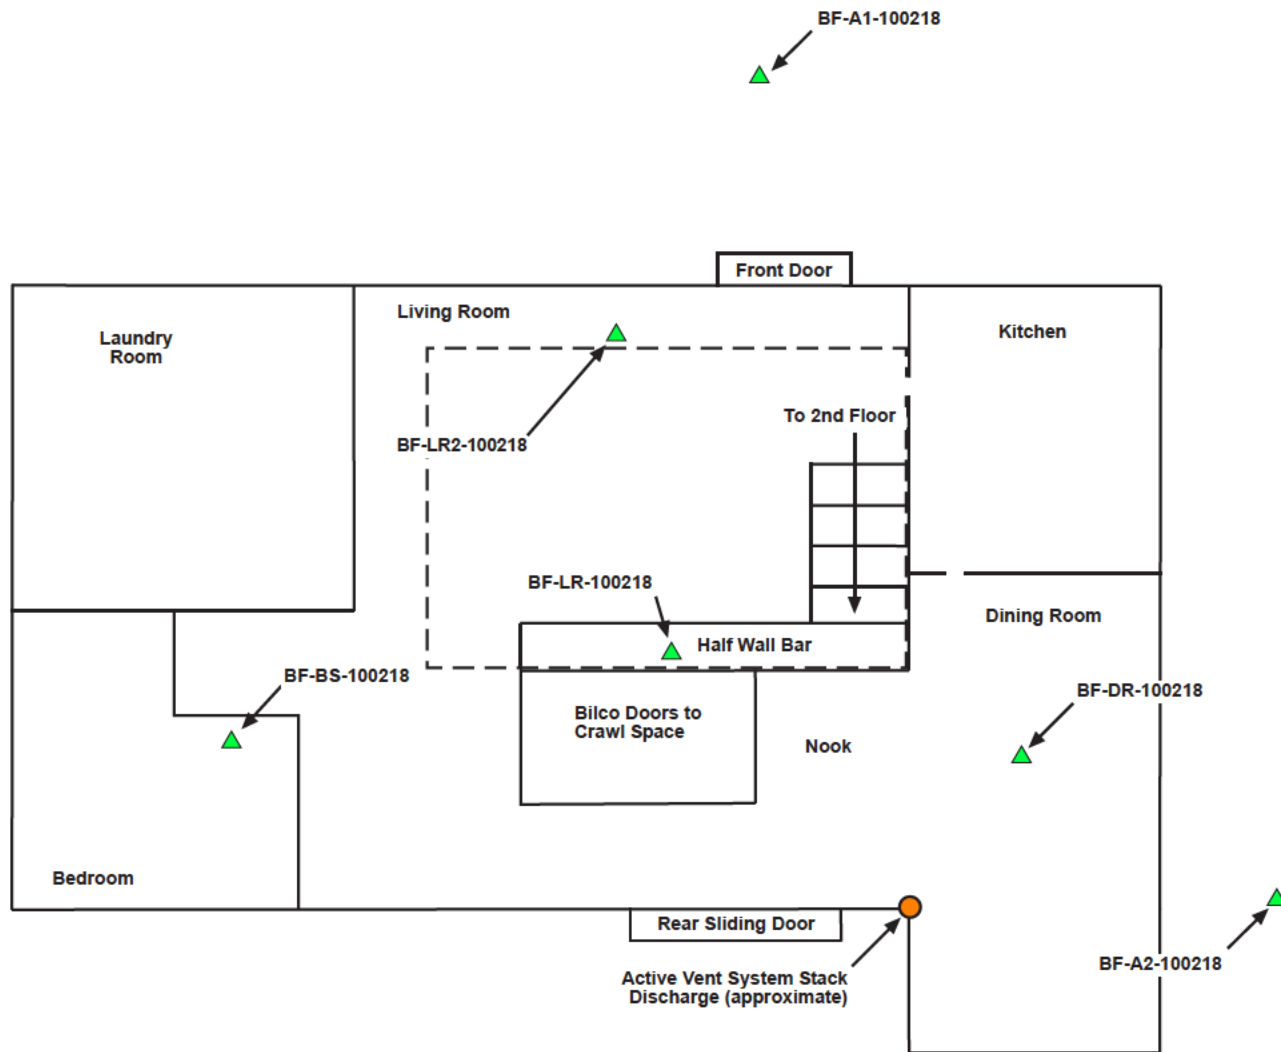 BF-A1-100218
Front Door
Living Room
Laundry
Room
Kitchen
To 2nd Floor
BF-LR2-100218
BF-LR-100218
Dining Room
Half Wall Bar
BF-BS-100218
BF-DR-100218
Bilco Doors to
Crawl Space
Nook
Bedroom
Rear Sliding Door
BF-A2-100218
Active Vent System Stack
Discharge (approximate)